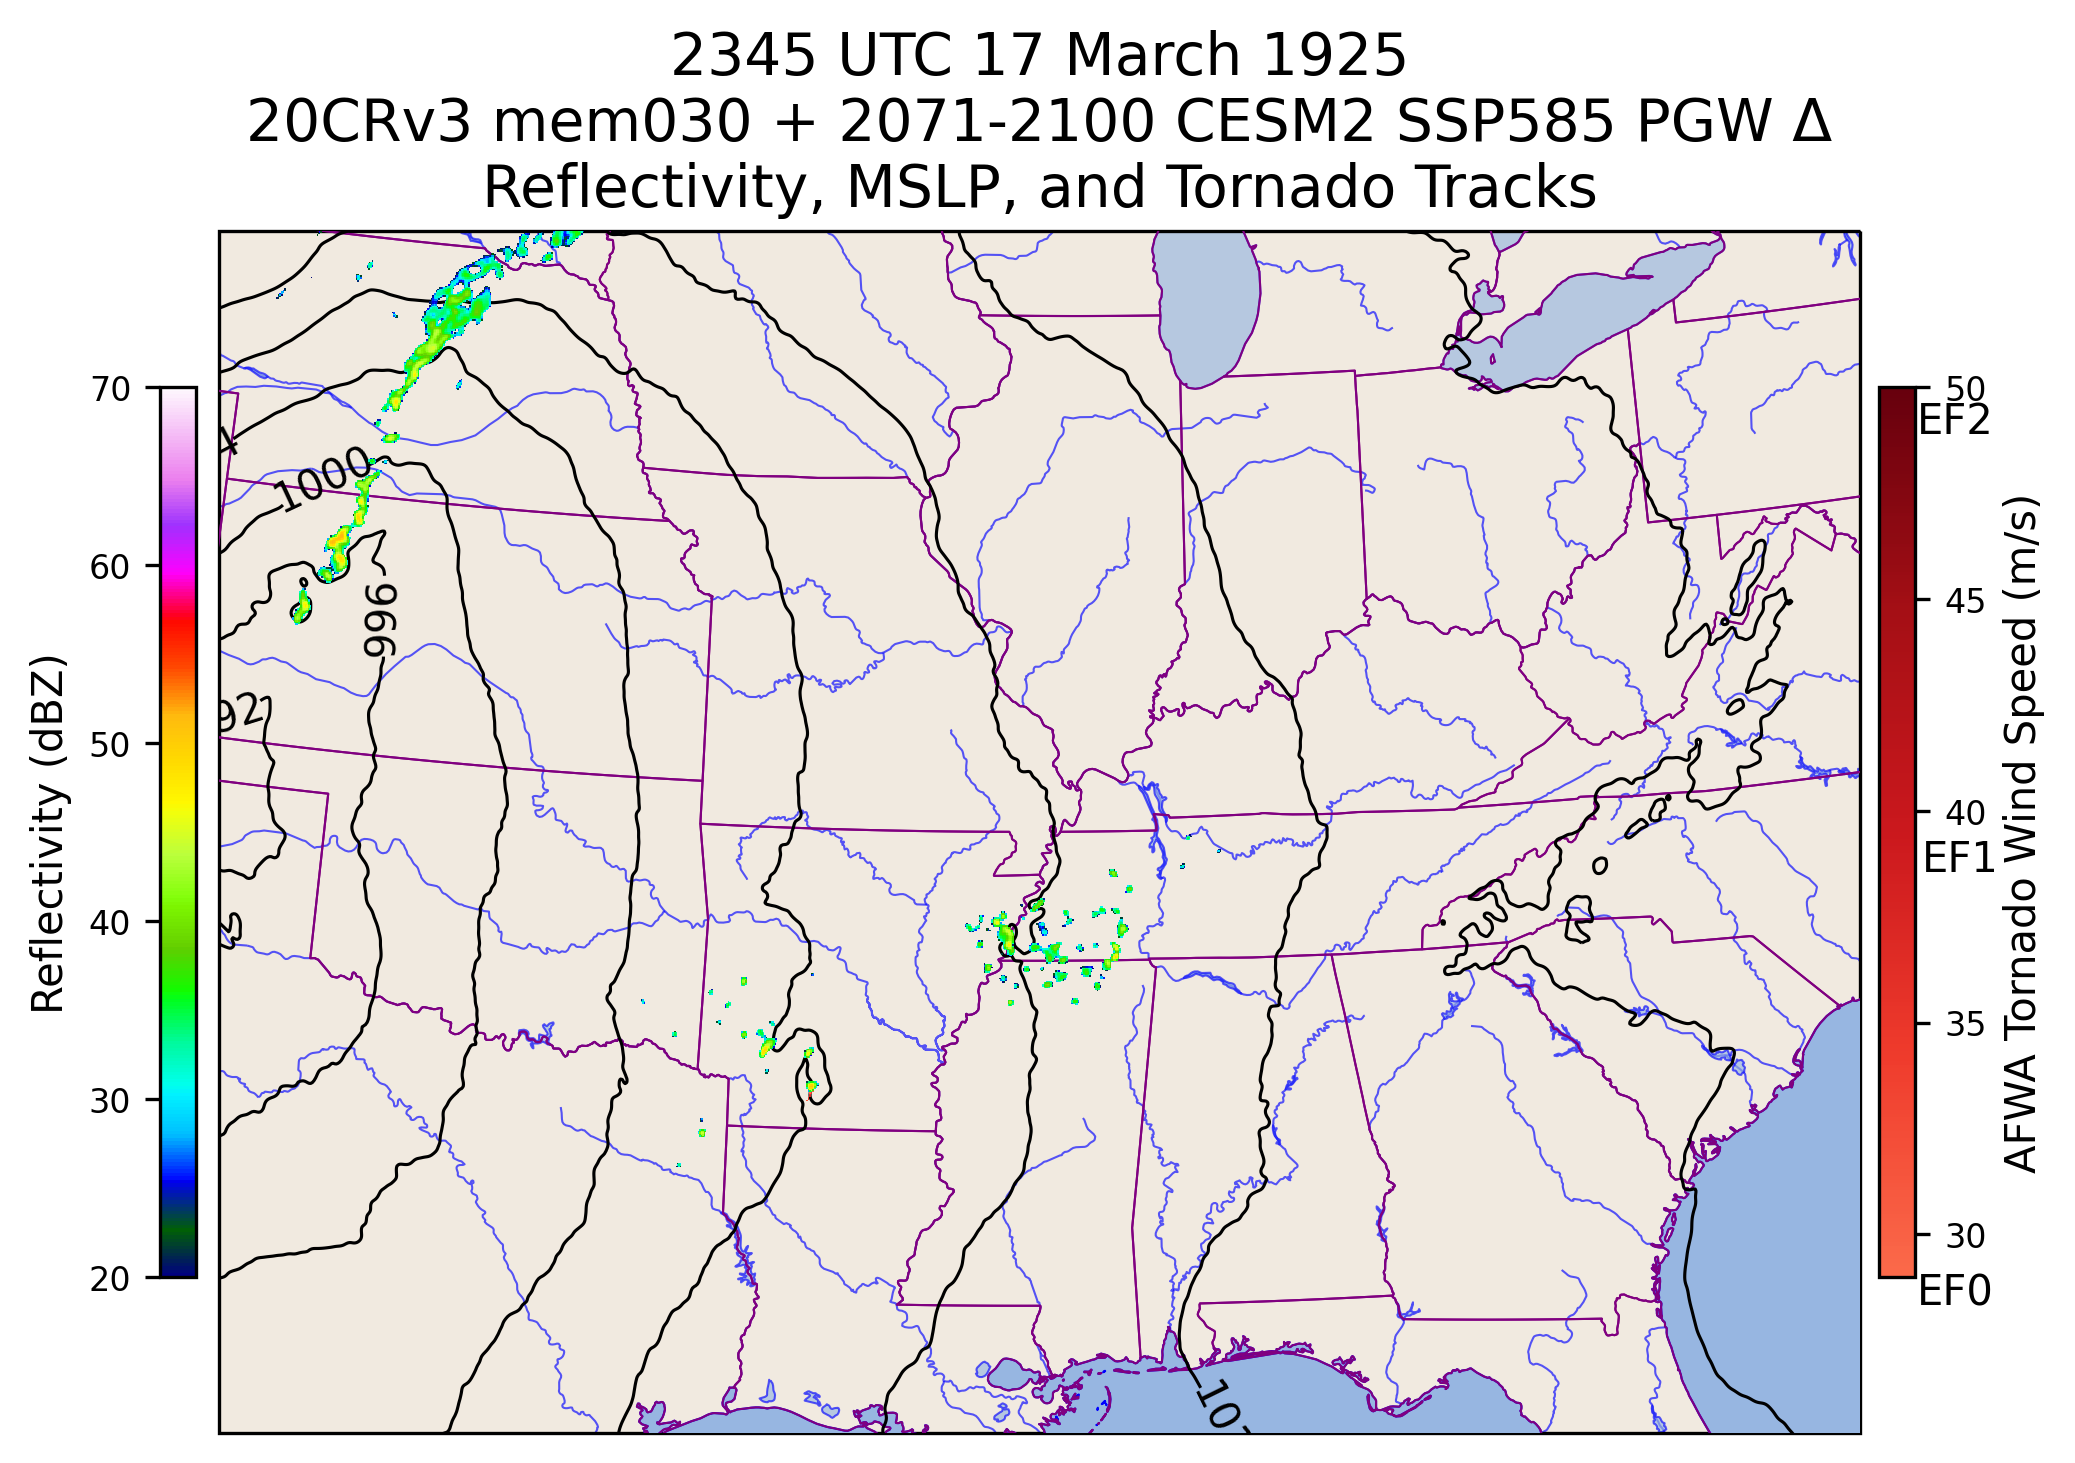 2345 UTC 17 March 1925
20CRv3 mem030 + 2071-2100 CESM2 SSP585 PGW Δ
Reflectivity, MSLP, and Tornado Tracks
70
60
50
40
30
20
Reflectivity (dBZ)
4
1000
996
92
10
50
EF2
45
40
EF1
35
30
EF0
AFWA Tornado Wind Speed (m/s)